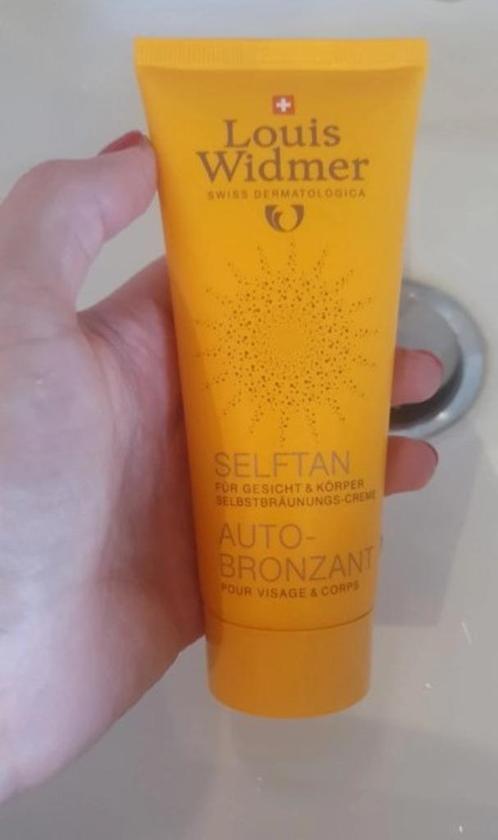 Louis
Widmer
SWISS DERMATOLOGICA
SELFTAN
FÜR GESICHT & KÖRPER
SELBSTBRÄUNUNGS-CREME
AUTO-
BRONZANT
POUR VISAGE & CORPS